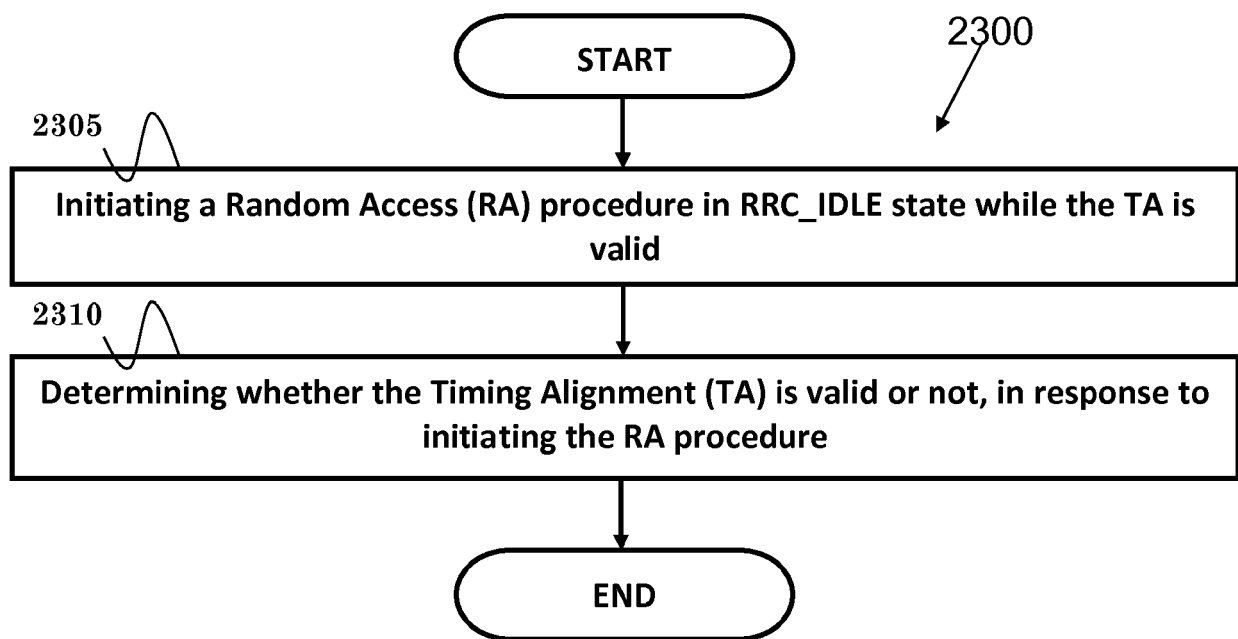 START
2300
2305
Initiating a Random Access (RA) procedure in RRC_IDLE state while the TA is
valid
2310
Determining whether the Timing Alignment (TA) is valid or not, in response to
initiating the RA procedure
END